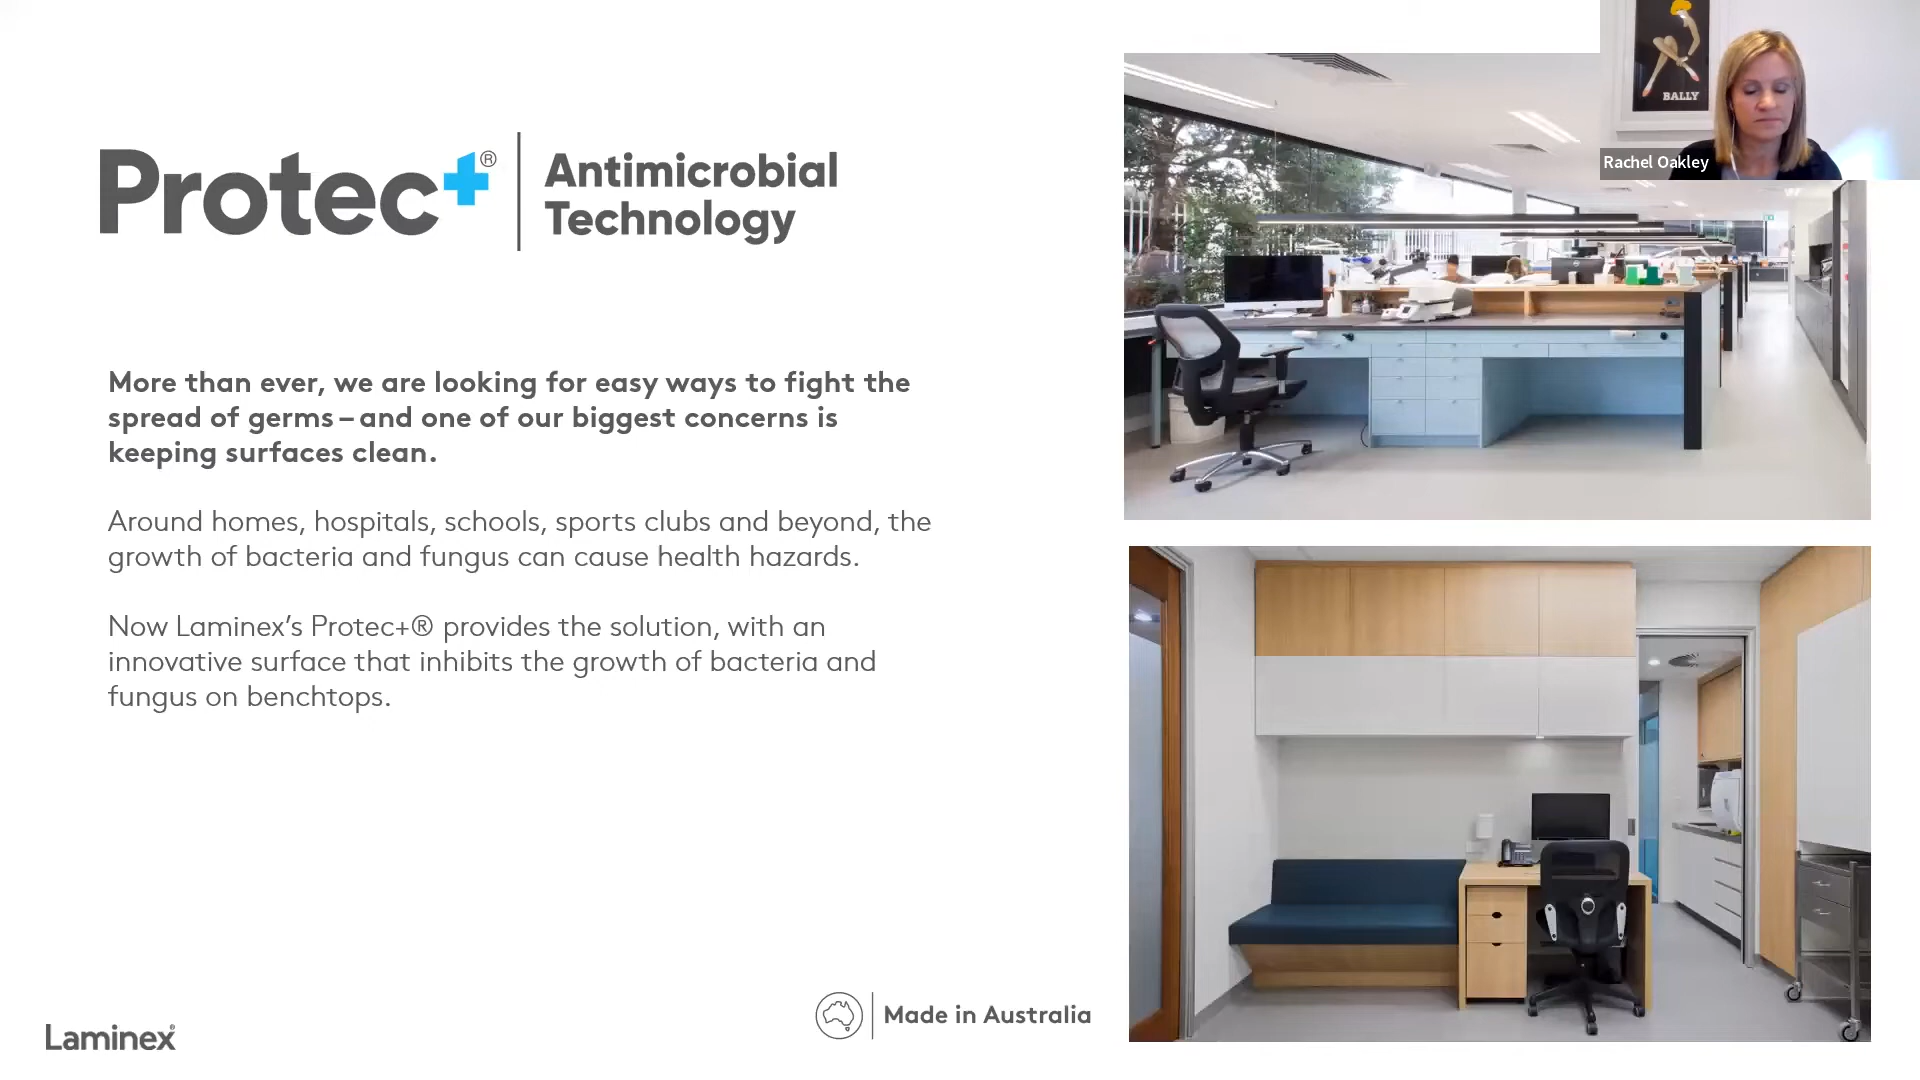 BALLY
Rachel Oakley
Protec+®
Antimicrobial
Technology
More than ever, we are looking for easy ways to fight the
spread of germs – and one of our biggest concerns is
keeping surfaces clean.
Around homes, hospitals, schools, sports clubs and beyond, the
growth of bacteria and fungus can cause health hazards.
Now Laminex’s Protec+® provides the solution, with an
innovative surface that inhibits the growth of bacteria and
fungus on benchtops.
Made in Australia
Laminex®